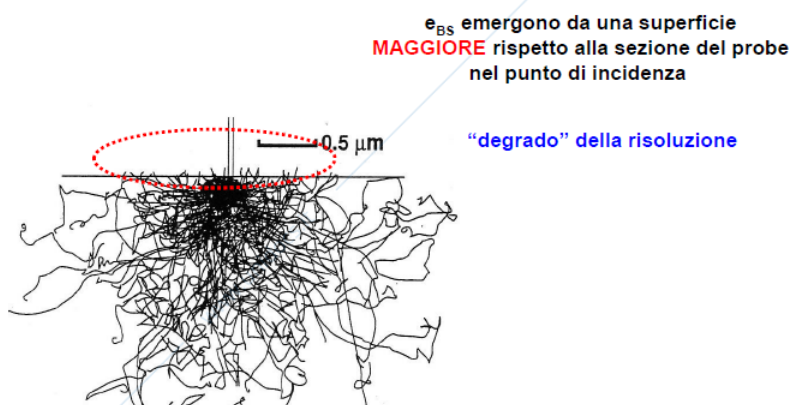 e_BS emergono da una superficie
MAGGIORE rispetto alla sezione del probe
nel punto di incidenza
0.5 µm
“degrado” della risoluzione